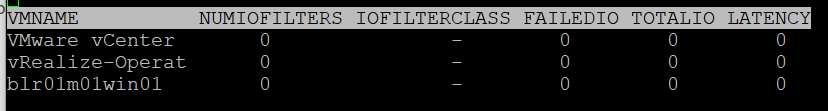 VMNAME NUMIOFILTERS IOFILTERCLASS FAILEDIO TOTALIO LATENCY
VMware vCenter 0 - 0 0 0
vRealize-Operat 0 - 0 0 0
blr01m01win01 0 - 0 0 0